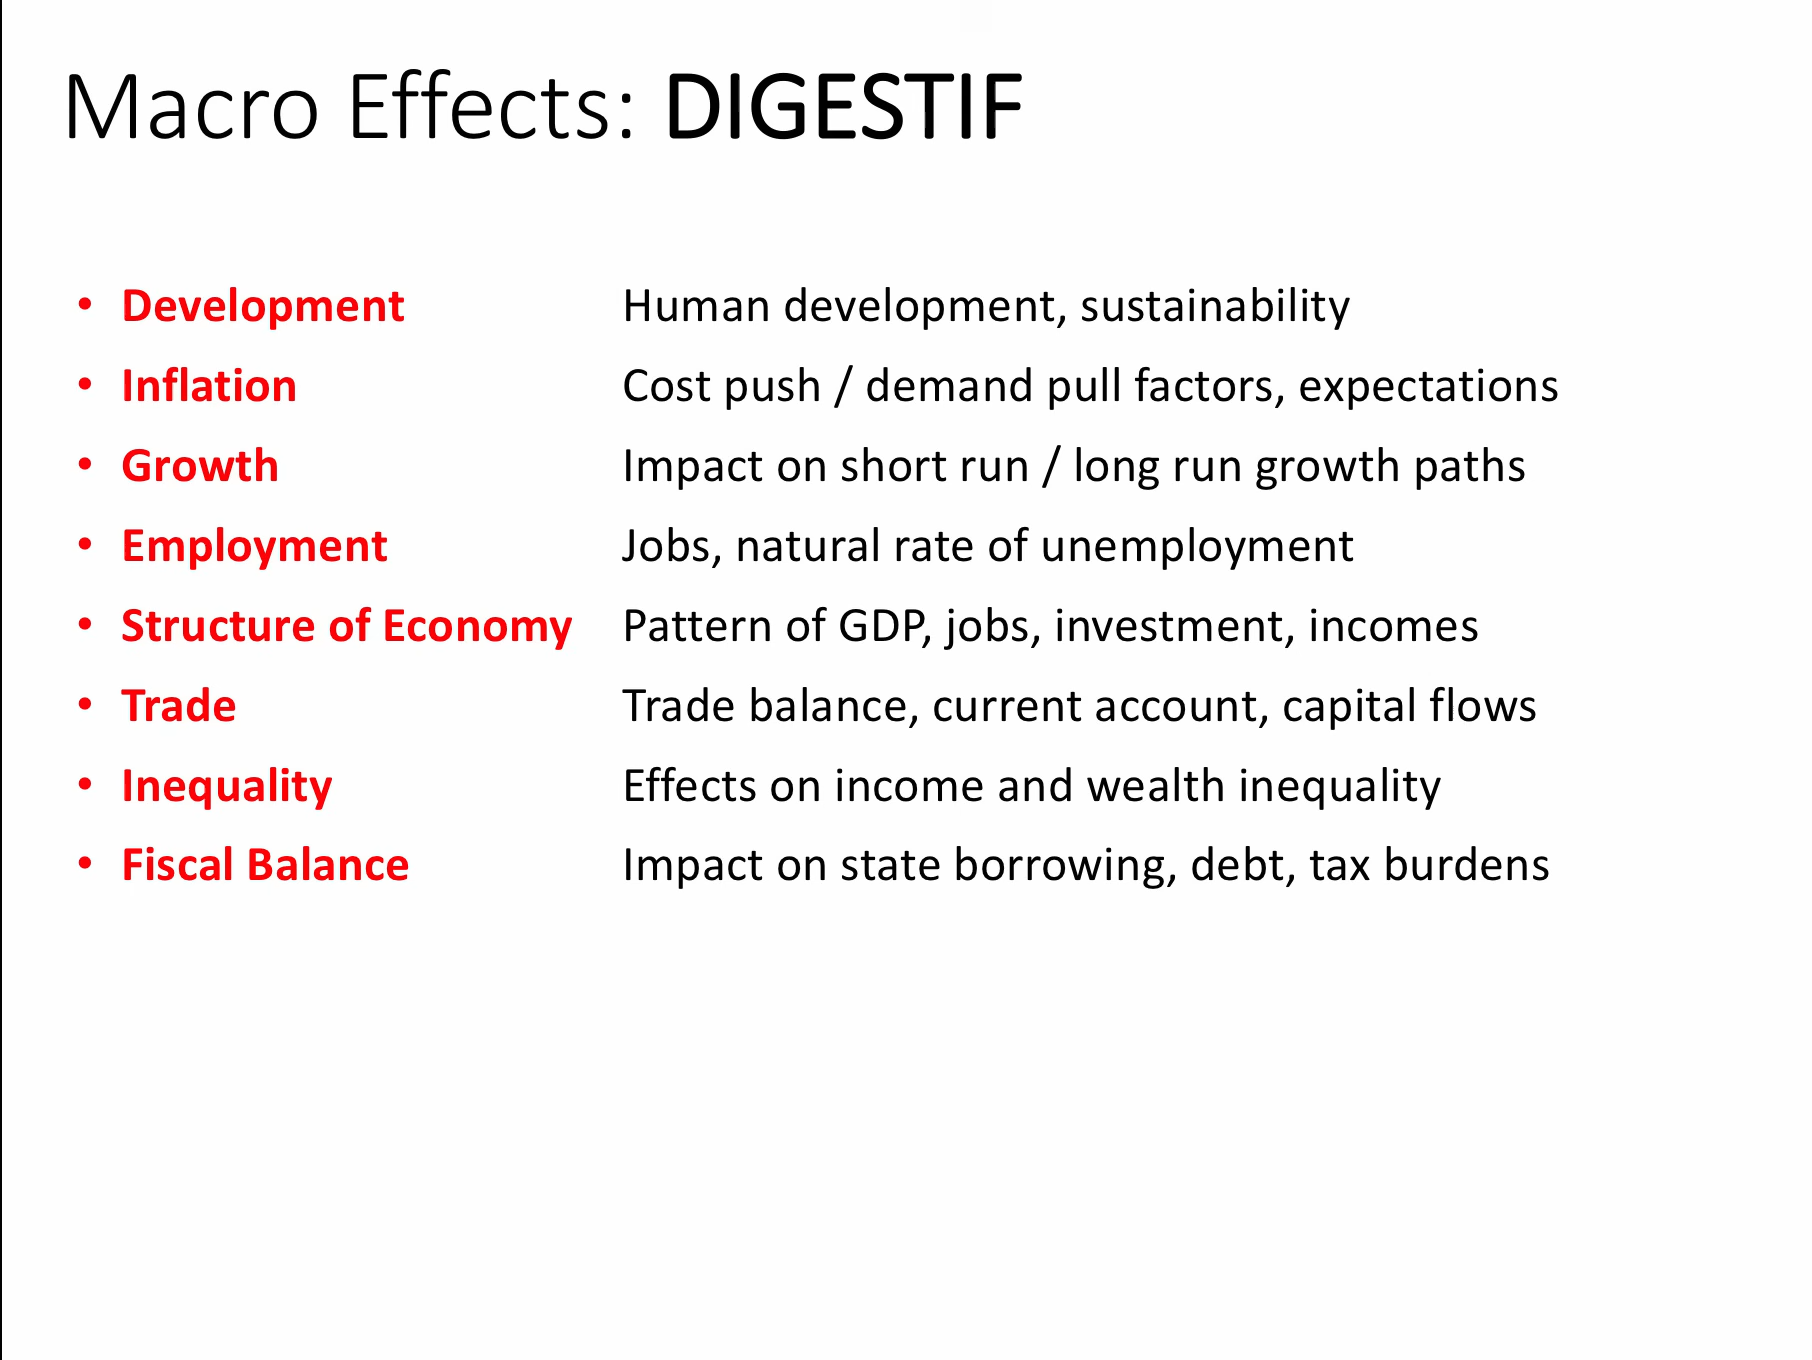 Macro Effects: DIGESTIF
• Development Human development, sustainability
• Inflation Cost push / demand pull factors, expectations
• Growth Impact on short run / long run growth paths
• Employment Jobs, natural rate of unemployment
• Structure of Economy Pattern of GDP, jobs, investment, incomes
• Trade Trade balance, current account, capital flows
• Inequality Effects on income and wealth inequality
• Fiscal Balance Impact on state borrowing, debt, tax burdens